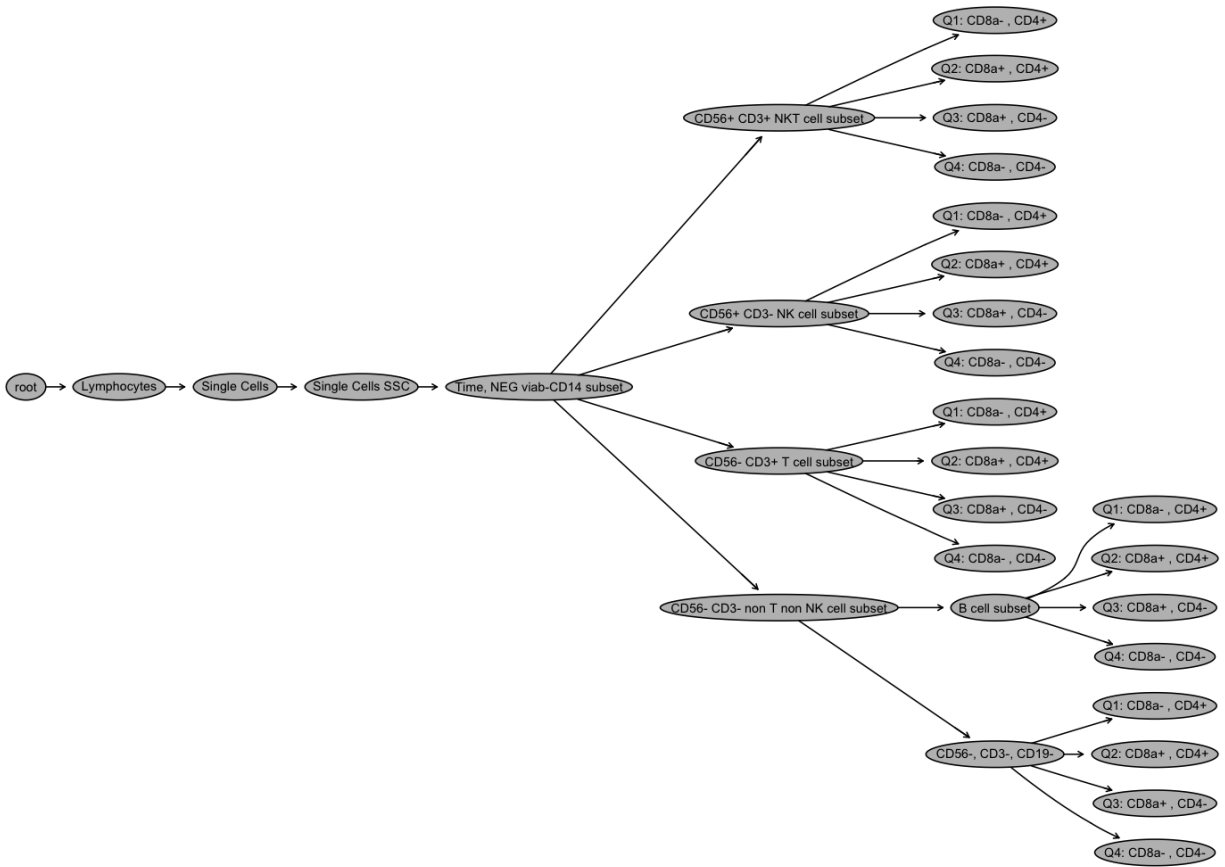 Q1: CD8a- , CD4+
Q2: CD8a+ , CD4+
CD56+ CD3+ NKT cell subset
Q3: CD8a+ , CD4-
Q4: CD8a- , CD4-
Q1: CD8a- , CD4+
Q2: CD8a+ , CD4+
CD56+ CD3- NK cell subset
Q3: CD8a+ , CD4-
Q4: CD8a- , CD4-
root
Lymphocytes
Single Cells
Single Cells SSC
Time, NEG viab-CD14 subset
Q1: CD8a- , CD4+
CD56- CD3+ T cell subset
Q2: CD8a+ , CD4+
Q3: CD8a+ , CD4-
Q4: CD8a- , CD4-
Q1: CD8a- , CD4+
Q2: CD8a+ , CD4+
CD56- CD3- non T non NK cell subset
B cell subset
Q3: CD8a+ , CD4-
Q4: CD8a- , CD4-
Q1: CD8a- , CD4+
CD56-, CD3-, CD19-
Q2: CD8a+ , CD4+
Q3: CD8a+ , CD4-
Q4: CD8a- , CD4-